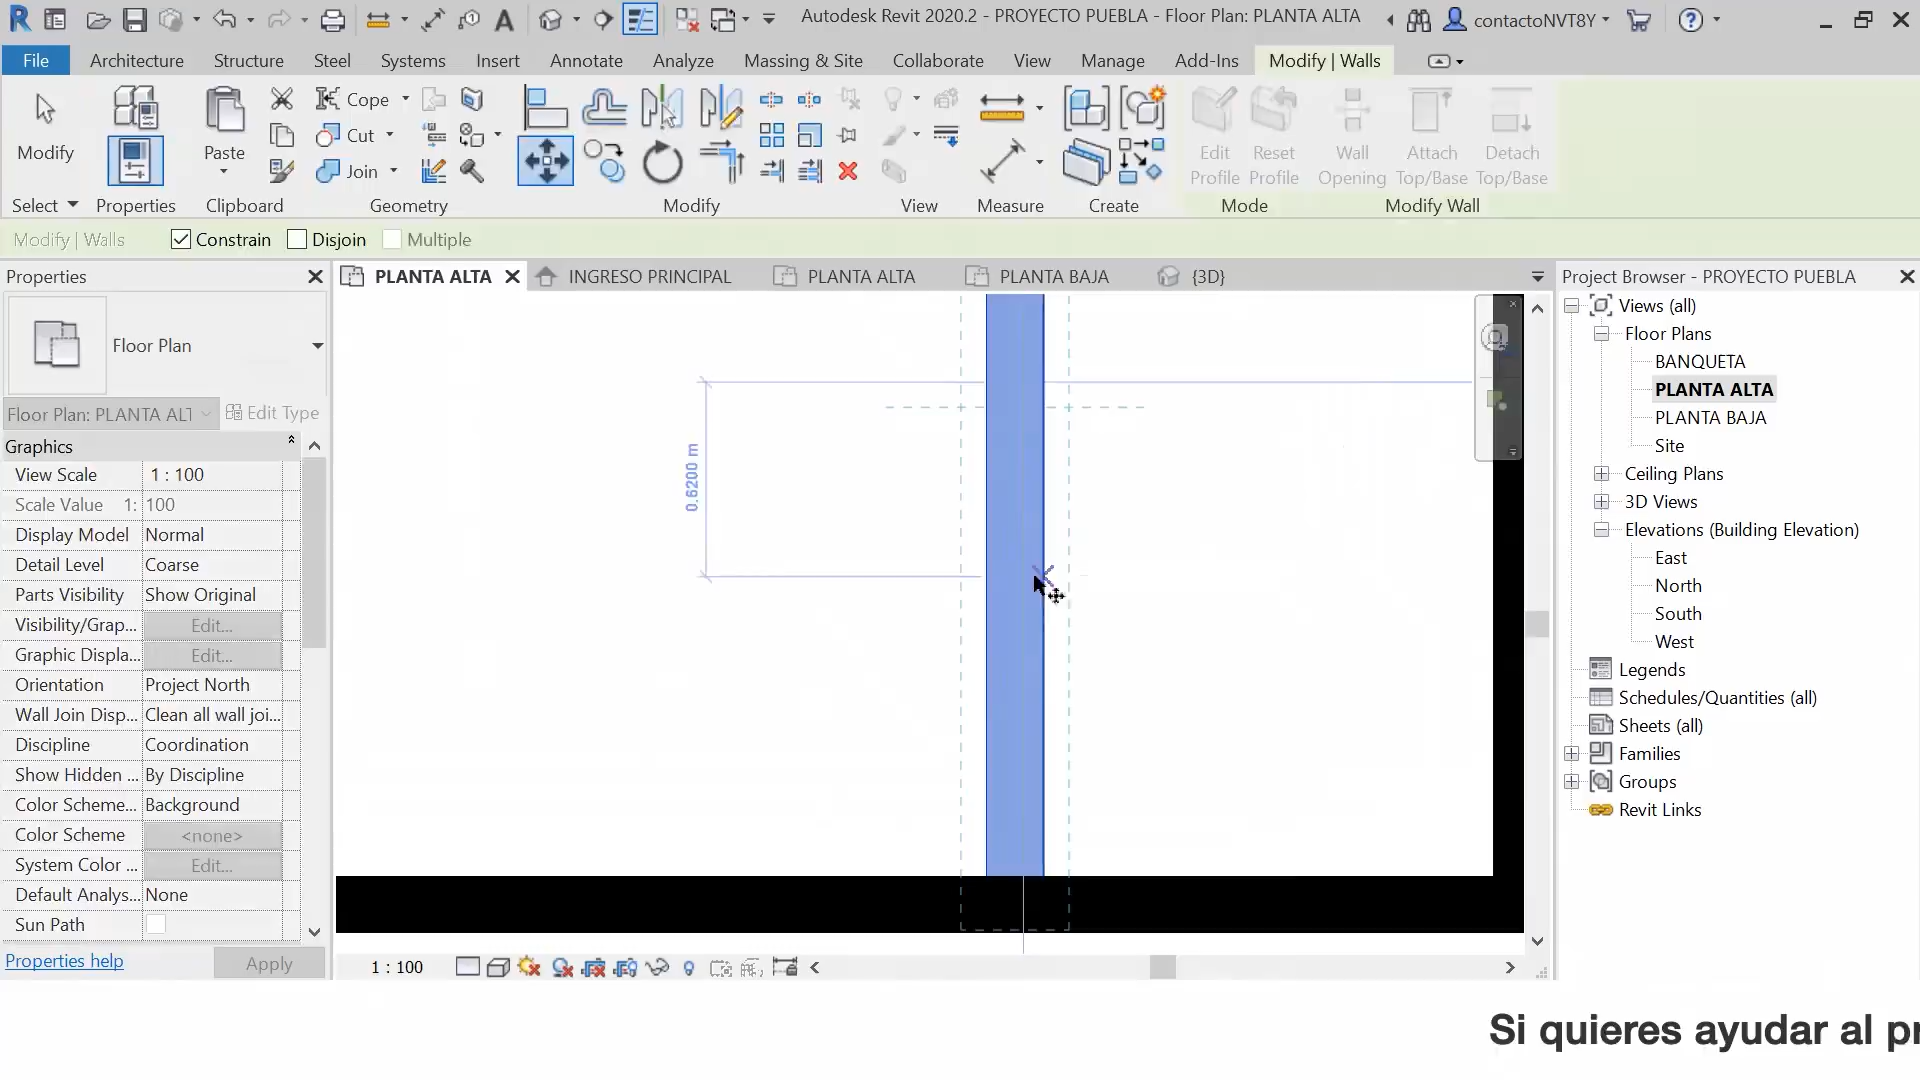 Autodesk Revit 2020.2 - PROYECTO PUEBLA - Floor Plan: PLANTA ALTA
contactoNVT8Y
File Architecture Structure Steel Systems Insert Annotate Analyze Massing & Site Collaborate View Manage Add-Ins Modify | Walls
Modify
Paste
Cope
Cut
Join
Edit Profile
Reset Profile
Wall Opening
Attach Top/Base
Detach Top/Base
Select Properties Clipboard Geometry Modify View Measure Create Mode Modify Wall
Modify | Walls Constrain Disjoin Multiple
Properties
PLANTA ALTA INGRESO PRINCIPAL PLANTA ALTA PLANTA BAJA {3D}
Project Browser - PROYECTO PUEBLA
Floor Plan
Floor Plan: PLANTA ALT Edit Type
Graphics
View Scale 1 : 100
Scale Value 1: 100
Display Model Normal
Detail Level Coarse
Parts Visibility Show Original
Visibility/Grap... Edit...
Graphic Displa... Edit...
Orientation Project North
Wall Join Disp... Clean all wall joi...
Discipline Coordination
Show Hidden ... By Discipline
Color Scheme... Background
Color Scheme <none>
System Color ... Edit...
Default Analys... None
Sun Path
Properties help Apply
0.6200 m
1 : 100
Views (all)
Floor Plans
BANQUETA
PLANTA ALTA
PLANTA BAJA
Site
Ceiling Plans
3D Views
Elevations (Building Elevation)
East
North
South
West
Legends
Schedules/Quantities (all)
Sheets (all)
Families
Groups
Revit Links
Si quieres ayudar al pr